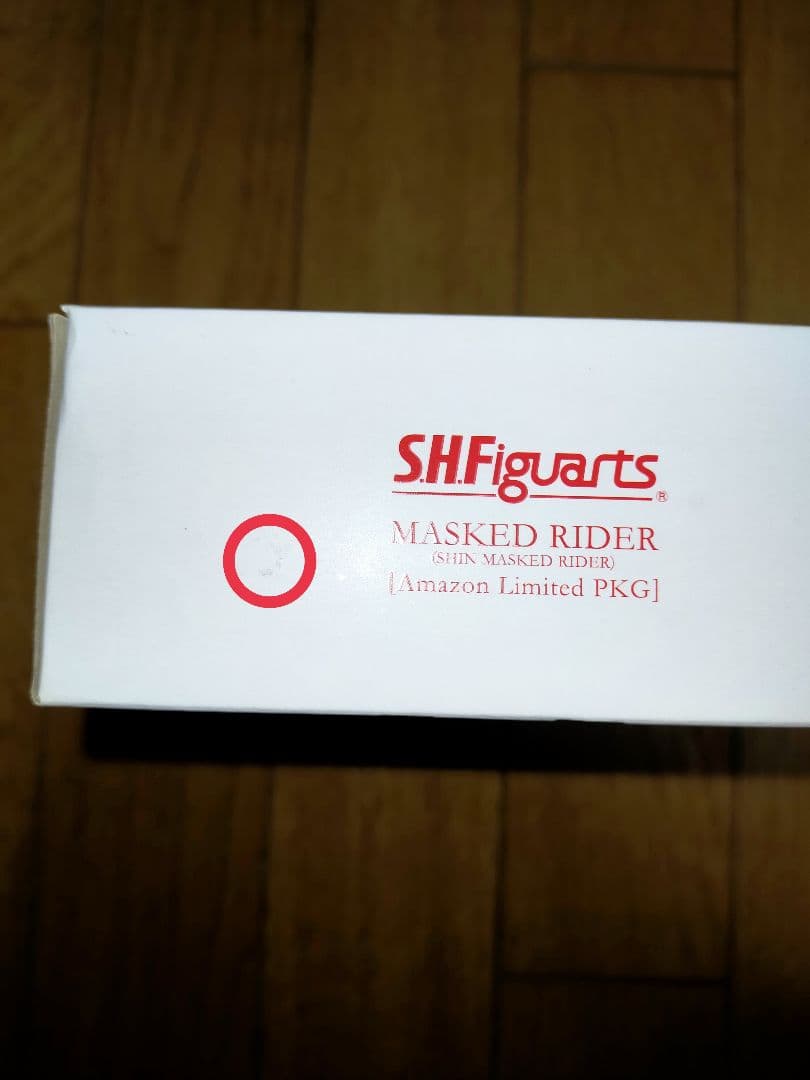 S.H.Figuarts®
MASKED RIDER
(SHIN MASKED RIDER)
[Amazon Limited PKG]